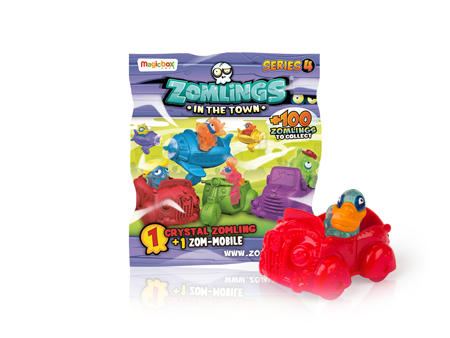 magicbox
SERIES 4
ZOMLINGS
IN THE TOWN
+100
ZOMLINGS
TO COLLECT
1 CRYSTAL ZOMLING
+1 ZOM-MOBILE
WWW.ZO